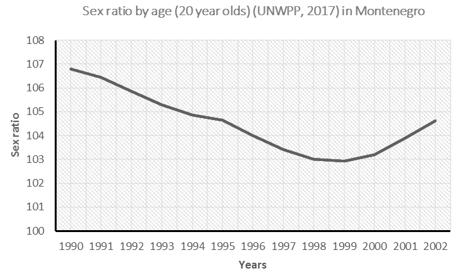 Sex ratio by age (20 year olds) (UNWPP, 2017) in Montenegro
108
107
106
105
104
103
102
101
100
Sex ratio
1990 1991 1992 1993 1994 1995 1996 1997 1998 1999 2000 2001 2002
Years